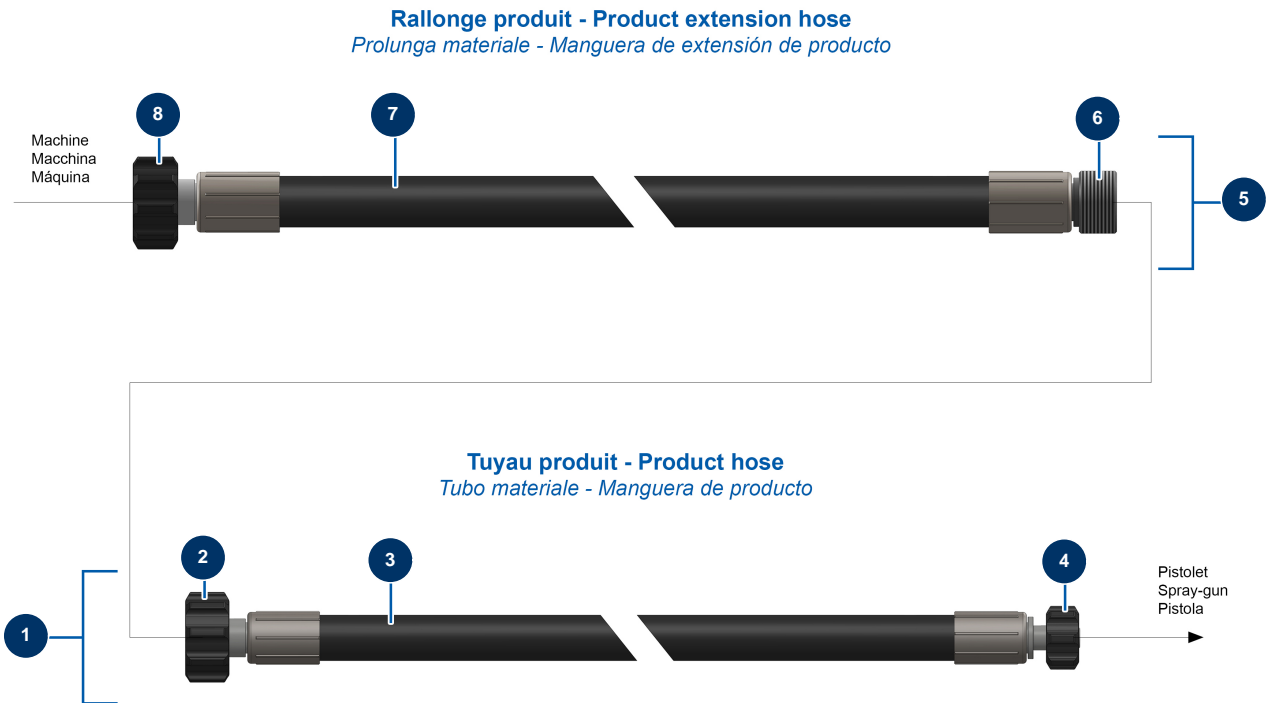 Rallonge produit - Product extension hose
Prolunga materiale - Manguera de extensión de producto
8
7
6
Machine
Macchina
Máquina
5
Tuyau produit - Product hose
Tubo materiale - Manguera de producto
2
3
4
Pistolet
Spray-gun
Pistola
1